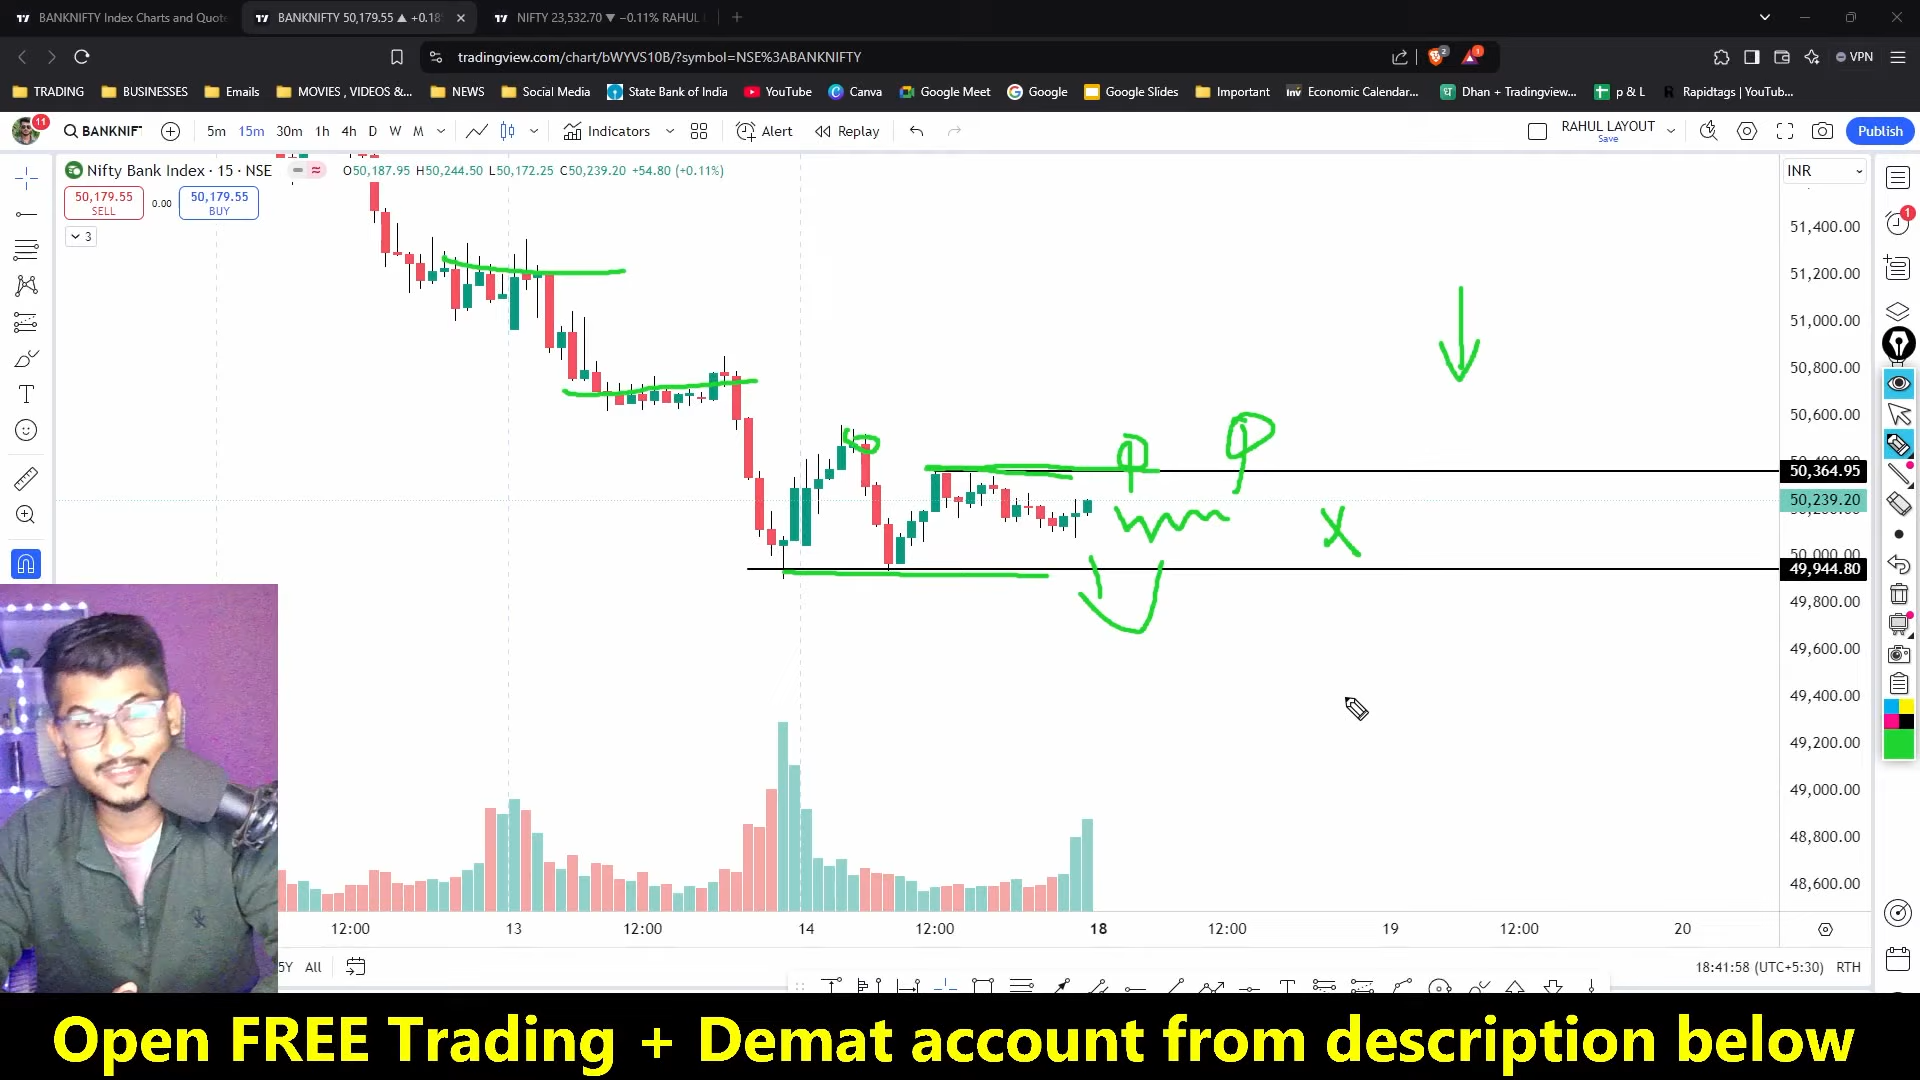 BANKNIFTY Index Charts and Quote
BANKNIFTY 50,179.55 ▲ +0.18
NIFTY 23,532.70 ▼ −0.11% RAHUL
tradingview.com/chart/bWYVS10B/?symbol=NSE%3ABANKNIFTY
2
1
VPN
TRADING
BUSINESSES
Emails
MOVIES , VIDEOS &...
NEWS
Social Media
State Bank of India
YouTube
Canva
Google Meet
Google
Google Slides
Important
Inv Economic Calendar...
Dhan + Tradingview...
p & L
R Rapidtags | YouTub...
11
BANKNIF
5m 15m 30m 1h 4h D W M
Indicators
Alert
Replay
RAHUL LAYOUT
Save
Publish
Nifty Bank Index · 15 · NSE
O50,187.95 H50,244.50 L50,172.25 C50,239.20 +54.80 (+0.11%)
INR
50,179.55
SELL
0.00
50,179.55
BUY
3
1
51,400.00
51,200.00
51,000.00
50,800.00
50,600.00
50,364.95
50,239.20
50,000.00
49,944.80
49,800.00
49,600.00
49,400.00
49,200.00
49,000.00
48,800.00
48,600.00
X
12:00 13 12:00 14 12:00 18 12:00 19 12:00 20
5Y All
18:41:58 (UTC+5:30) RTH
Open FREE Trading + Demat account from description below